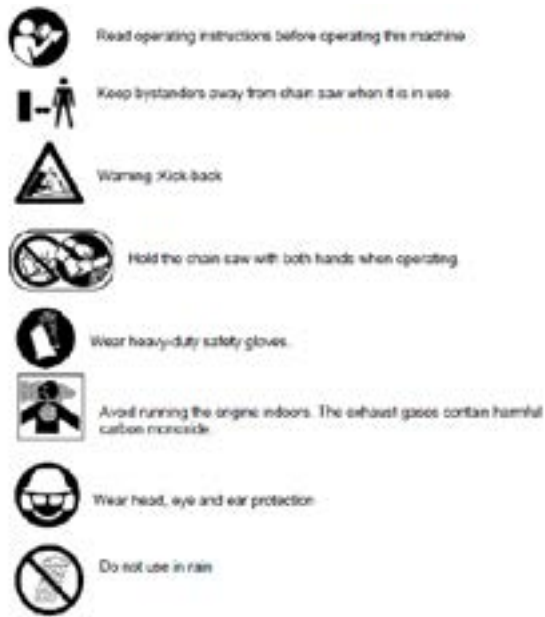 Read operating instructions before operating this machine
Keep bystanders away from chain saw when it is in use
Warning :Kick-back
Hold the chain saw with both hands when operating
Wear heavy-duty safety gloves.
Avoid running the engine indoors. The exhaust gases contain harmful
carbon monoxide.
Wear head, eye and ear protection
Do not use in rain